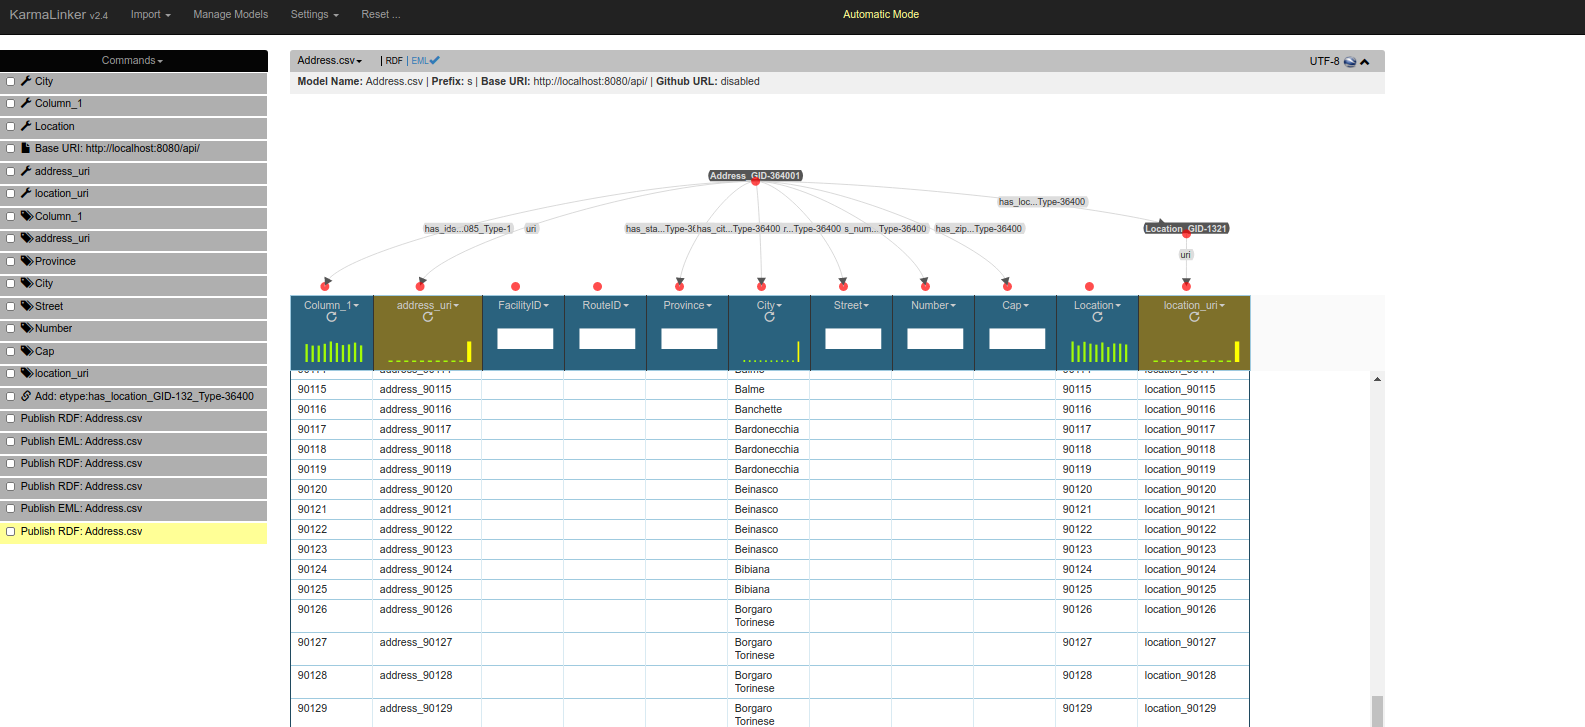 KarmaLinker v2.4 Import Manage Models Settings Reset ... Automatic Mode
Commands
City
Column_1
Location
Base URI: http://localhost:8080/api/
address_uri
location_uri
Column_1
address_uri
Province
City
Street
Number
Cap
location_uri
Add: etype:has_location_GID-132_Type-36400
Publish RDF: Address.csv
Publish EML: Address.csv
Publish RDF: Address.csv
Publish RDF: Address.csv
Publish EML: Address.csv
Publish RDF: Address.csv
Address.csv | RDF | EML UTF-8
Model Name: Address.csv | Prefix: s | Base URI: http://localhost:8080/api/ | Github URL: disabled
Address_GID-364001
has_loc...Type-36400
has_ide...085_Type-1 uri has_sta...Type-36 has_cit...Type-36400 r...Type-36400 s_num...Type-36400 has_zip...Type-36400 Location_GID-1321
uri
Column_1 address_uri FacilityID RouteID Province City Street Number Cap Location location_uri
90115 address_90115 Balme 90115 location_90115
90116 address_90116 Banchette 90116 location_90116
90117 address_90117 Bardonecchia 90117 location_90117
90118 address_90118 Bardonecchia 90118 location_90118
90119 address_90119 Bardonecchia 90119 location_90119
90120 address_90120 Beinasco 90120 location_90120
90121 address_90121 Beinasco 90121 location_90121
90122 address_90122 Beinasco 90122 location_90122
90123 address_90123 Beinasco 90123 location_90123
90124 address_90124 Bibiana 90124 location_90124
90125 address_90125 Bibiana 90125 location_90125
90126 address_90126 Borgaro 90126 location_90126
Torinese
90127 address_90127 Borgaro 90127 location_90127
Torinese
90128 address_90128 Borgaro 90128 location_90128
Torinese
90129 address_90129 Borgaro 90129 location_90129
Torinese